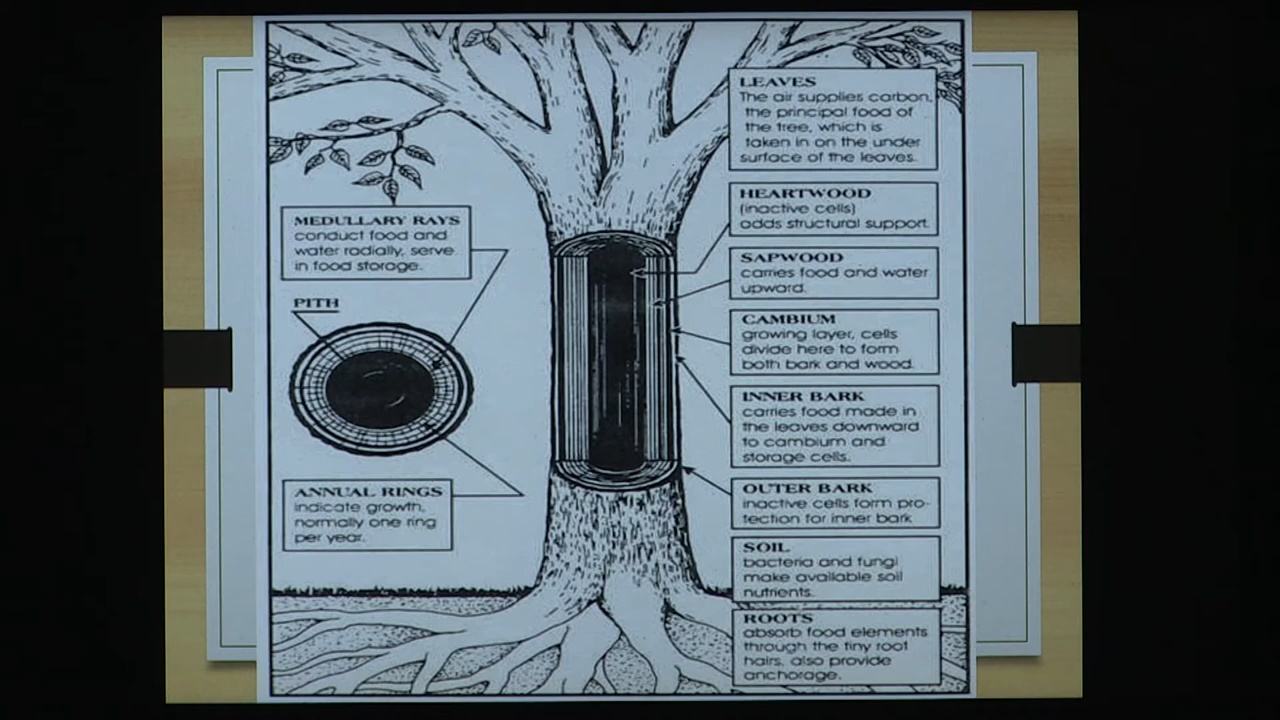 LEAVES
The air supplies carbon,
the principal food of
the tree, which is
taken in on the under
surface of the leaves.
HEARTWOOD
(inactive cells)
adds structural support.
MEDULLARY RAYS
conduct food and
water radially, serve
in food storage.
SAPWOOD
carries food and water
upward.
PITH
CAMBIUM
growing layer, cells
divide here to form
both bark and wood.
INNER BARK
carries food made in
the leaves downward
to cambium and
storage cells.
ANNUAL RINGS
indicate growth,
normally one ring
per year.
OUTER BARK
inactive cells form pro-
tection for inner bark
SOIL
bacteria and fungi
make available soil
nutrients.
ROOTS
absorb food elements
through the tiny root
hairs, also provide
anchorage.